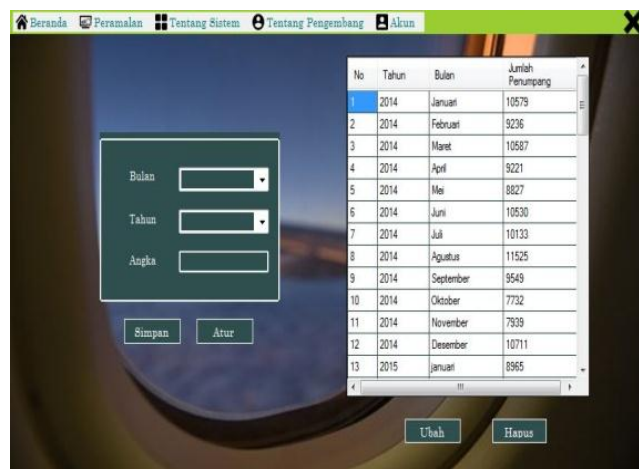 Beranda Peramalan Tentang Sistem Tentang Pengembang Akun
Bulan
Tahun
Angka
Simpan Atur
No Tahun Bulan Jumlah Penumpang
1 2014 Januari 10579
2 2014 Februari 9236
3 2014 Maret 10587
4 2014 April 9221
5 2014 Mei 8827
6 2014 Juni 10530
7 2014 Juli 10133
8 2014 Agustus 11525
9 2014 September 9549
10 2014 Oktober 7732
11 2014 November 7939
12 2014 Desember 10711
13 2015 januari 8965
Ubah Hapus